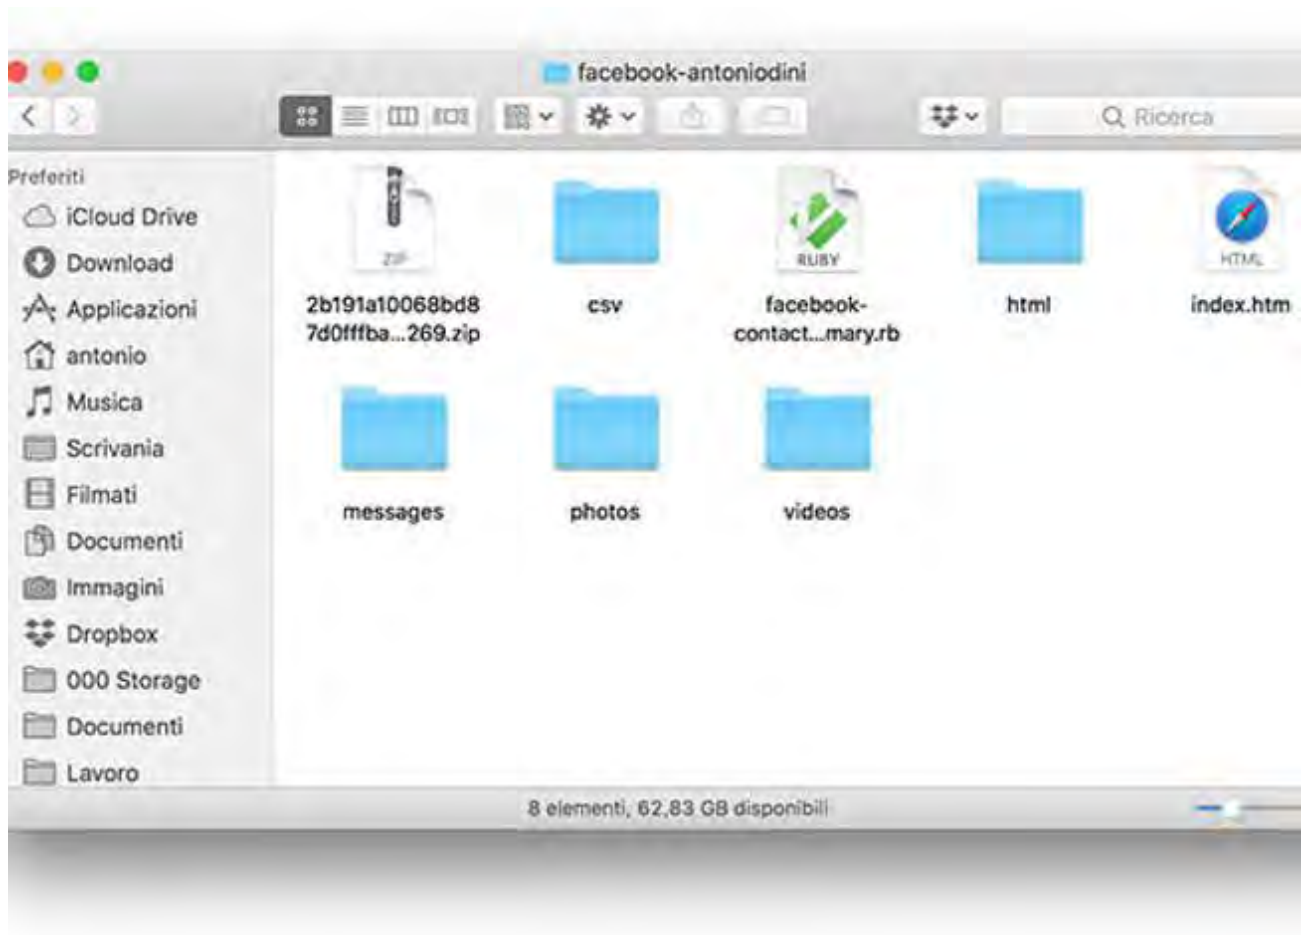 facebook-antoniodini
Ricerca
Preferiti
iCloud Drive
Download
Applicazioni
antonio
Musica
Scrivania
Filmati
Documenti
Immagini
Dropbox
000 Storage
Documenti
Lavoro
ZIP
RUBY
HTML
2b191a10068bd8
7d0fffba...269.zip
csv
facebook-
contact...mary.rb
html
index.htm
messages
photos
videos
8 elementi, 62,83 GB disponibili